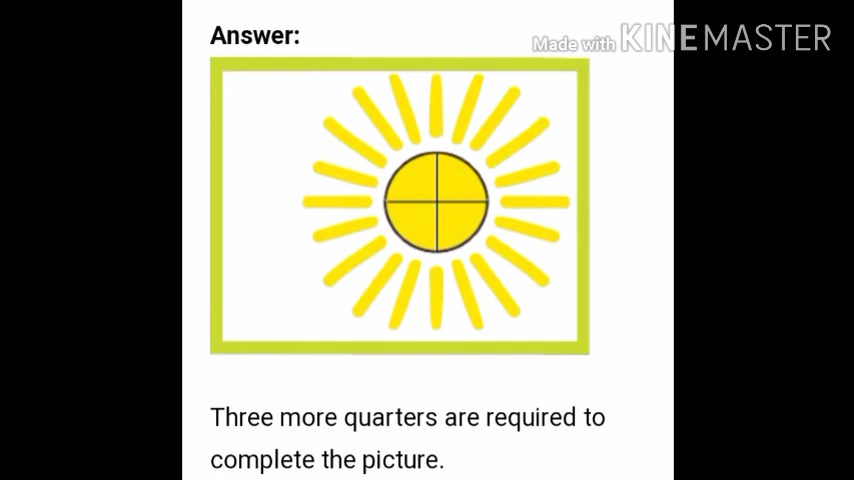 Answer:
Made with KINEMASTER
Three more quarters are required to
complete the picture.